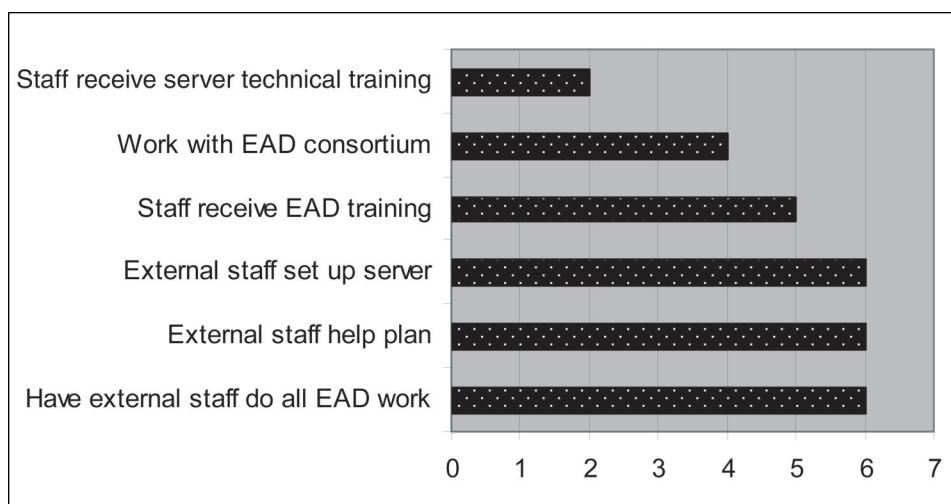 Staff receive server technical training
Work with EAD consortium
Staff receive EAD training
External staff set up server
External staff help plan
Have external staff do all EAD work
0 1 2 3 4 5 6 7